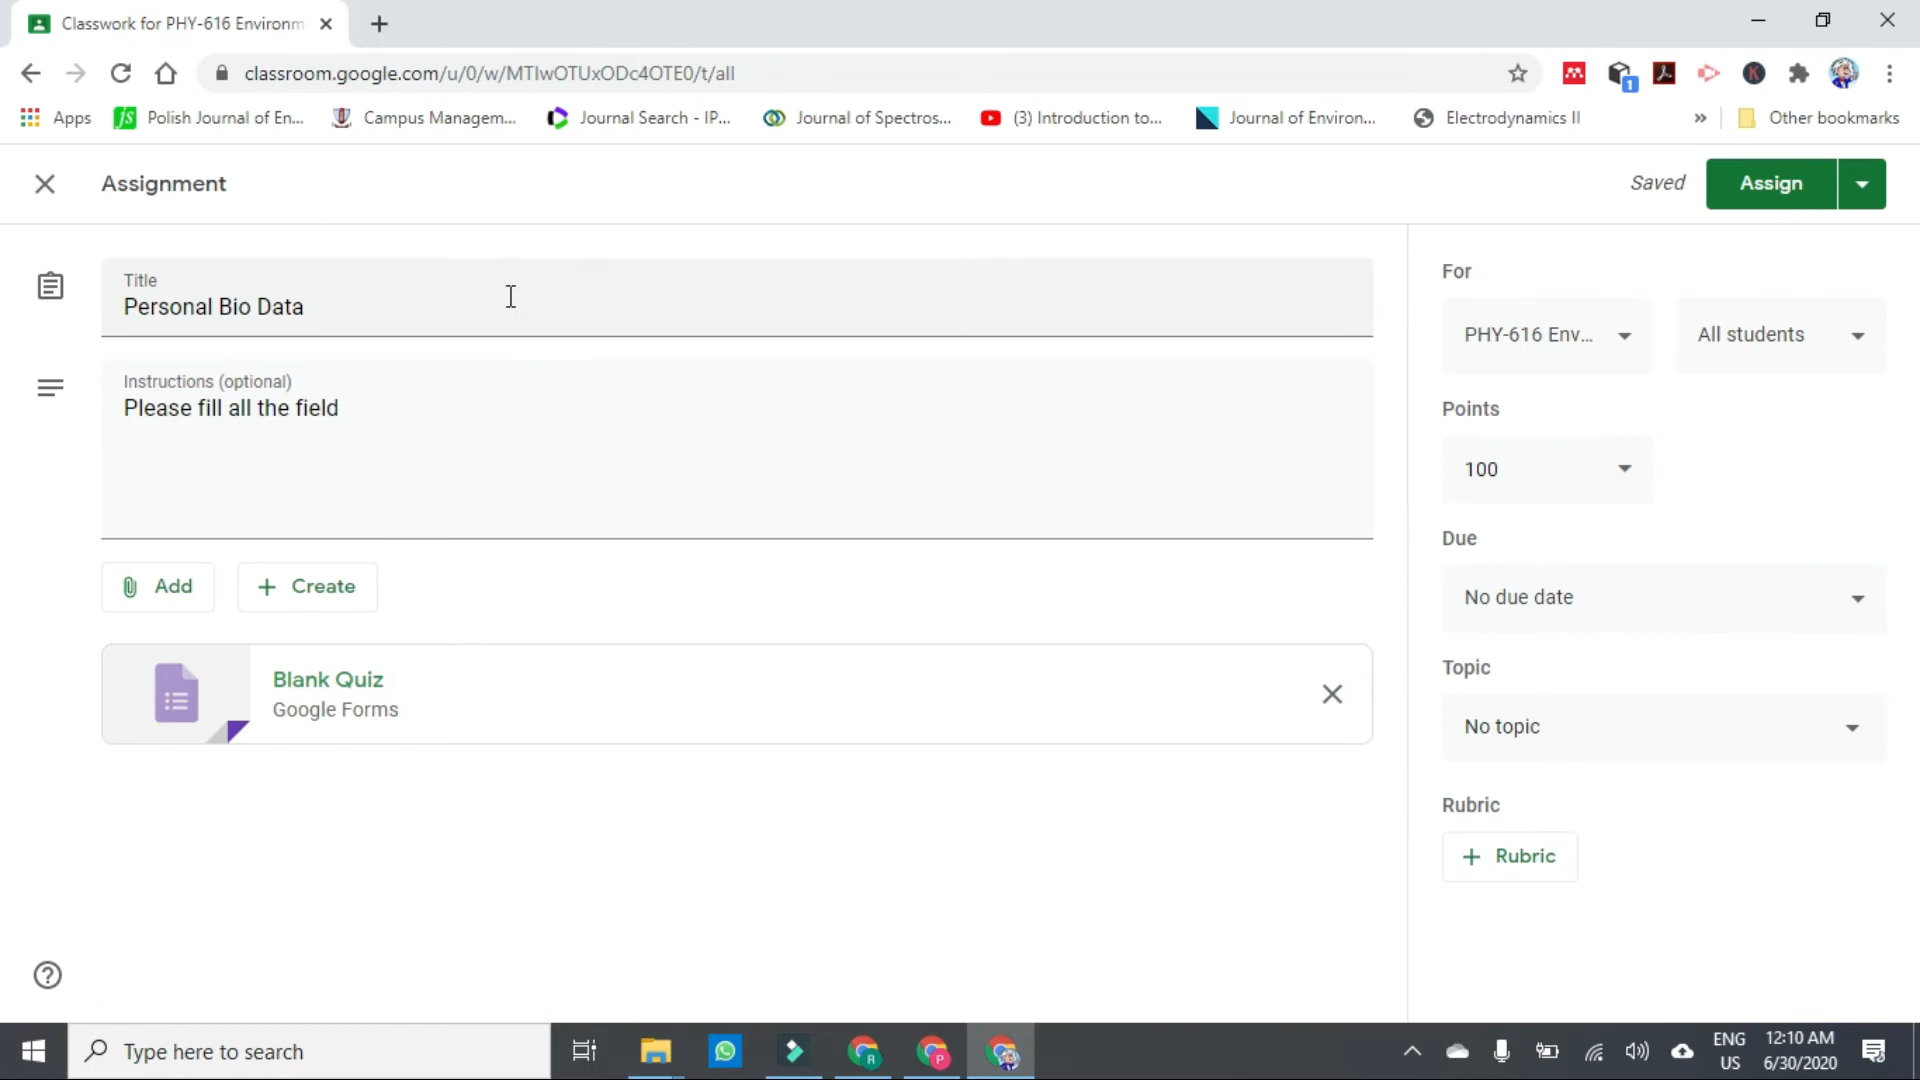 Classwork for PHY-616 Environm
classroom.google.com/u/0/w/MTIwOTUxODc4OTE0/t/all
1
Apps
Polish Journal of En...
Campus Managem...
Journal Search - IP...
Journal of Spectros...
(3) Introduction to...
Journal of Environ...
Electrodynamics II
»
Other bookmarks
Assignment
Saved
Assign
Title
Personal Bio Data
Instructions (optional)
Please fill all the field
Add
Create
Blank Quiz
Google Forms
For
PHY-616 Env...
All students
Points
100
Due
No due date
Topic
No topic
Rubric
Rubric
Type here to search
R
P
ENG
US
12:10 AM
6/30/2020